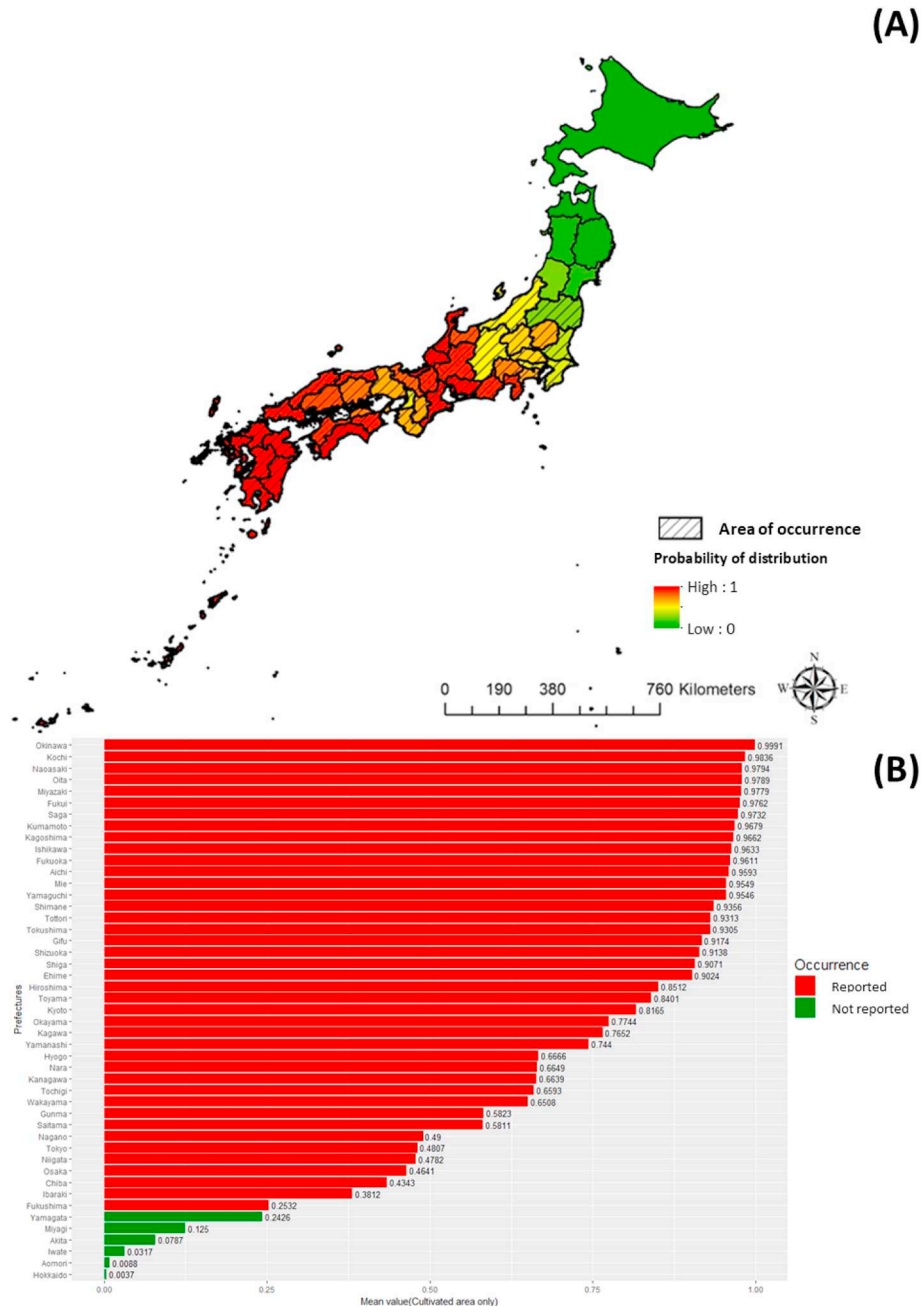 (A)
Area of occurrence
Probability of distribution
High : 1
Low : 0
N
W E
S
0 190 380 760 Kilometers
(B)
Okinawa 0.9991
Kochi 0.9836
Naoasaki 0.9794
Oita 0.9789
Miyazaki 0.9779
Fukui 0.9762
Saga 0.9732
Kumamoto 0.9679
Kagoshima 0.9662
Ishikawa 0.9633
Fukuoka 0.9611
Aichi 0.9593
Mie 0.9549
Yamaguchi 0.9546
Shimane 0.9356
Tottori 0.9313
Tokushima 0.9305
Gifu 0.9174
Shizuoka 0.9138
Shiga 0.9071
Ehime 0.9024
Hiroshima 0.8512
Toyama 0.8401
Kyoto 0.8165
Okayama 0.7744
Kagawa 0.7652
Yamanashi 0.744
Hyogo 0.6666
Nara 0.6649
Kanagawa 0.6639
Tochigi 0.6593
Wakayama 0.6508
Gunma 0.5823
Saitama 0.5811
Nagano 0.49
Tokyo 0.4807
Niigata 0.4782
Osaka 0.4641
Chiba 0.4343
Ibaraki 0.3812
Fukushima 0.2532
Yamagata 0.2426
Miyagi 0.125
Akita 0.0787
Iwate 0.0317
Aomori 0.0088
Hokkaido 0.0037
Prefectures
0.00 0.25 0.50 0.75 1.00
Mean value(Cultivated area only)
Occurrence
Reported
Not reported